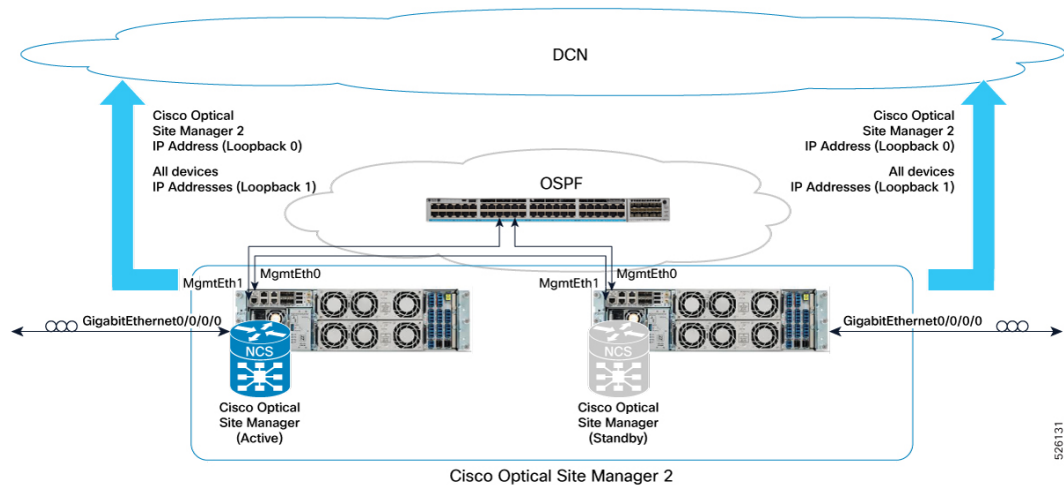 DCN
Cisco Optical
Site Manager 2
IP Address (Loopback 0)
All devices
IP Addresses (Loopback 1)
Cisco Optical
Site Manager 2
IP Address (Loopback 0)
All devices
IP Addresses (Loopback 1)
OSPF
MgmtEth1
MgmtEth0
MgmtEth1
MgmtEth0
GigabitEthernet0/0/0/0
NCS
NCS
GigabitEthernet0/0/0/0
Cisco Optical
Site Manager
(Active)
Cisco Optical
Site Manager
(Standby)
Cisco Optical Site Manager 2
526131